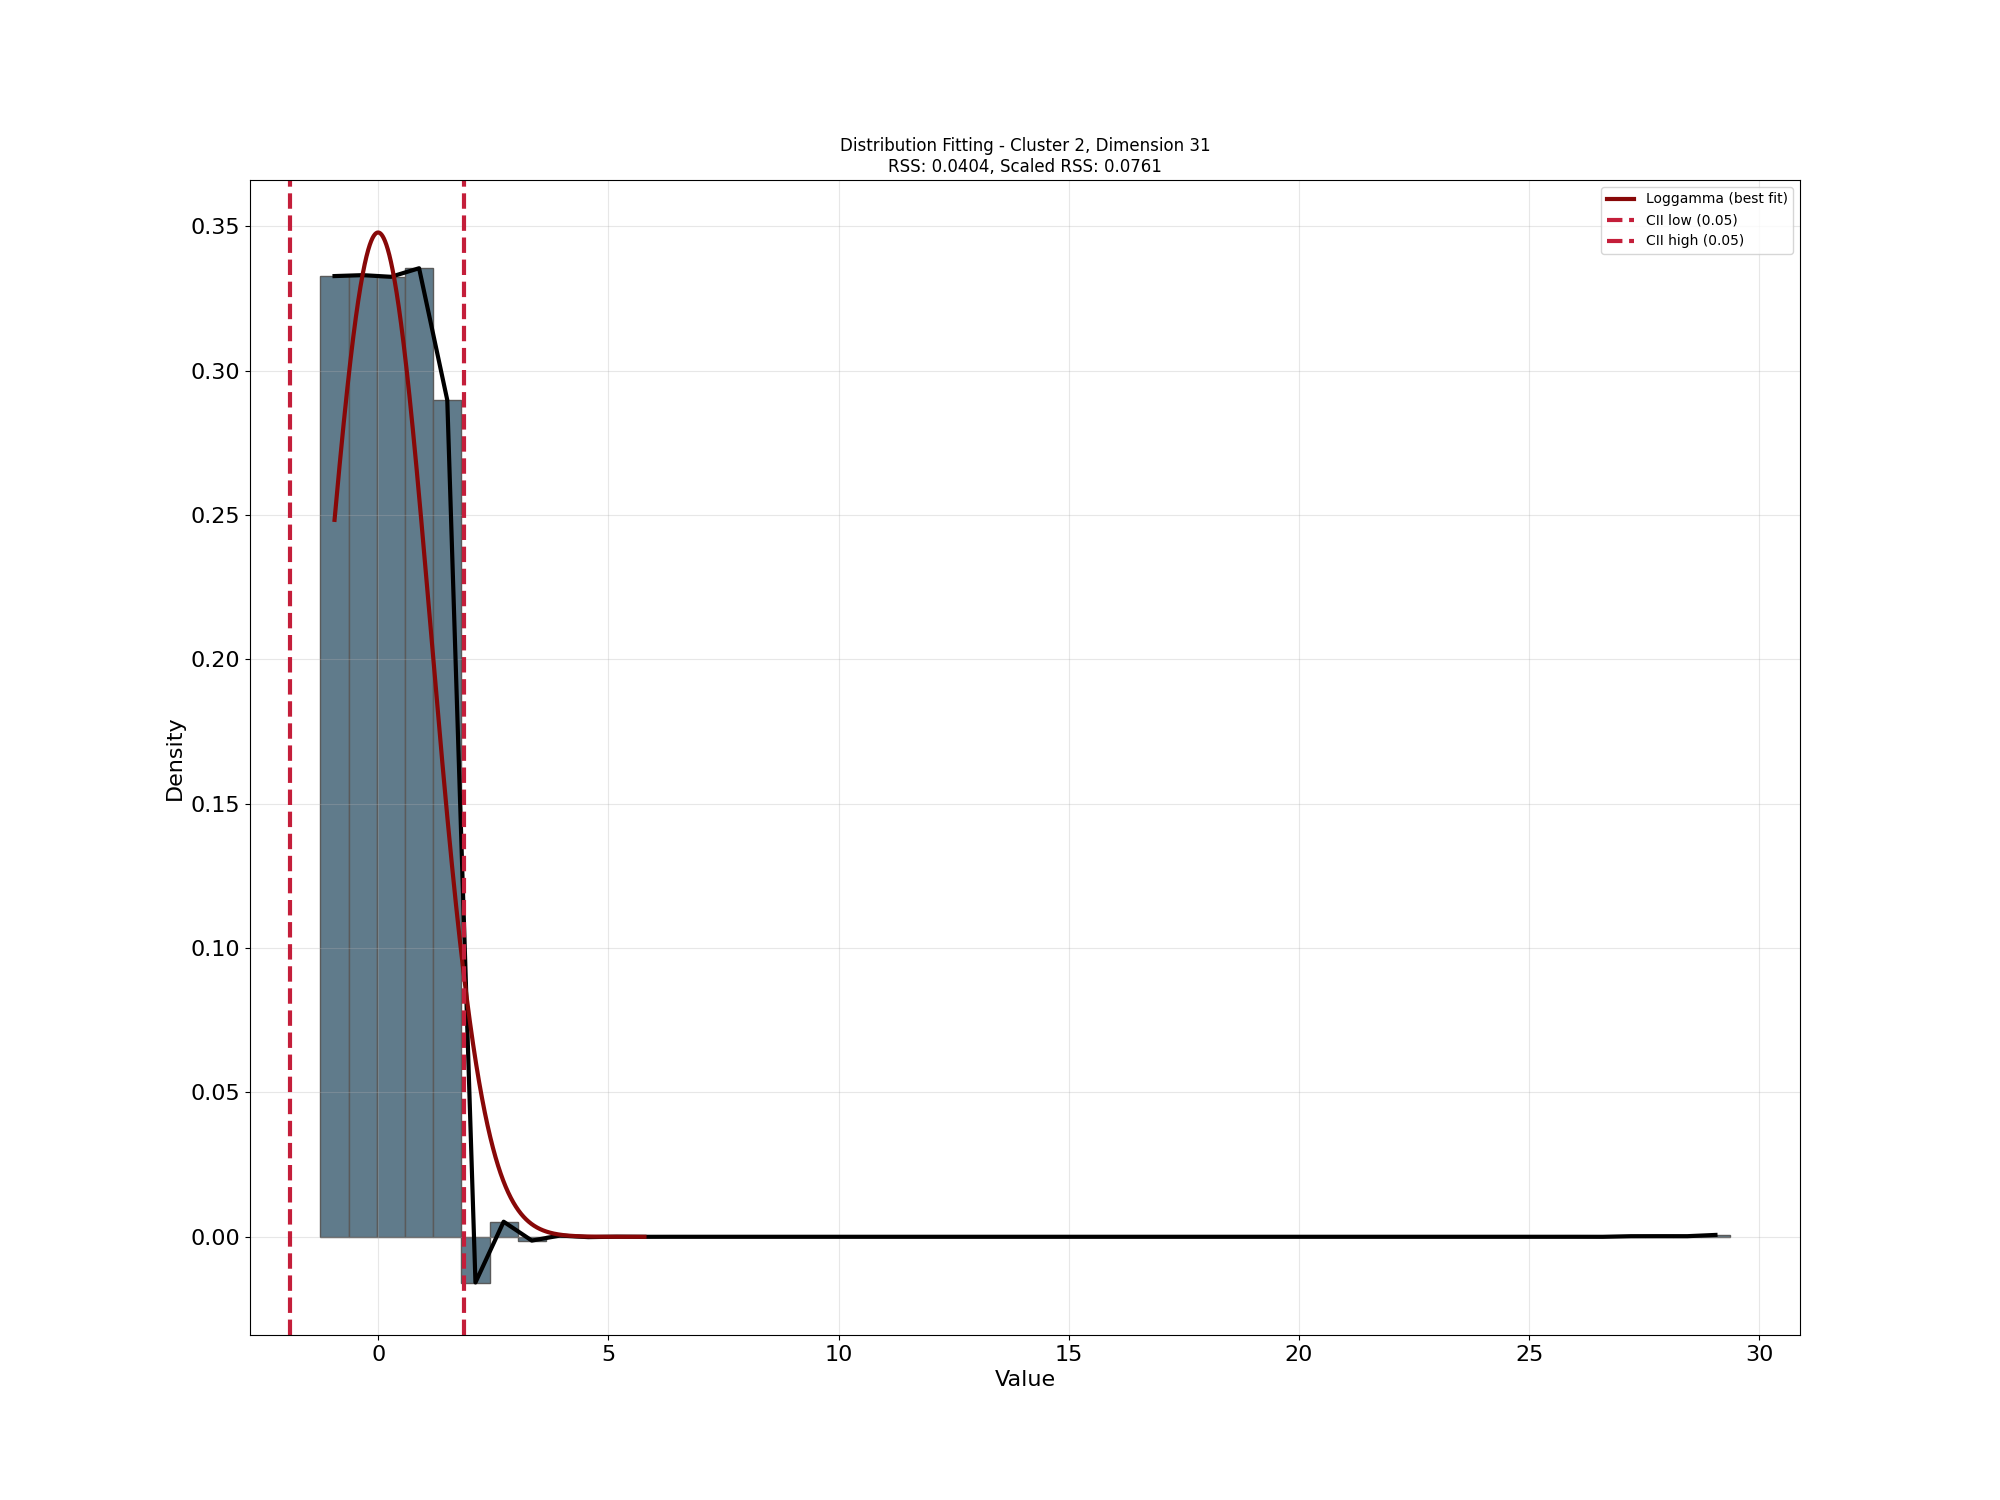 Distribution Fitting - Cluster 2, Dimension 31
RSS: 0.0404, Scaled RSS: 0.0761
Loggamma (best fit)
CII low (0.05)
CII high (0.05)
0.35
0.30
0.25
0.20
0.15
0.10
0.05
0.00
Density
0 5 10 15 20 25 30
Value